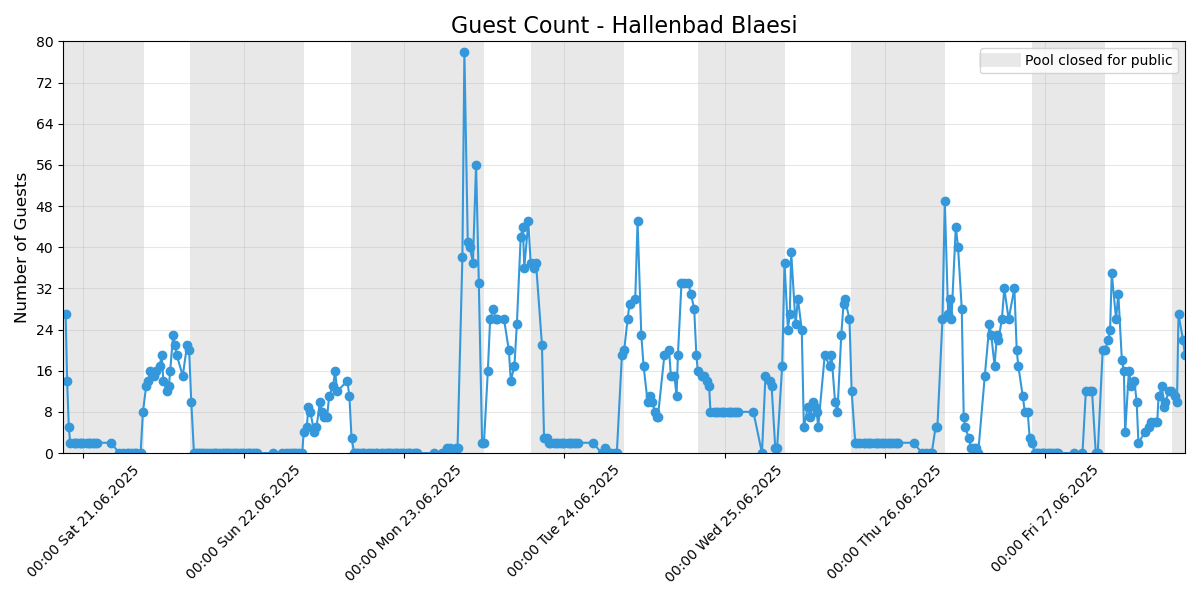 Guest Count - Hallenbad Blaesi
Pool closed for public
Number of Guests
80
72
64
56
48
40
32
24
16
8
0
00:00 Sat 21.06.2025
00:00 Sun 22.06.2025
00:00 Mon 23.06.2025
00:00 Tue 24.06.2025
00:00 Wed 25.06.2025
00:00 Thu 26.06.2025
00:00 Fri 27.06.2025